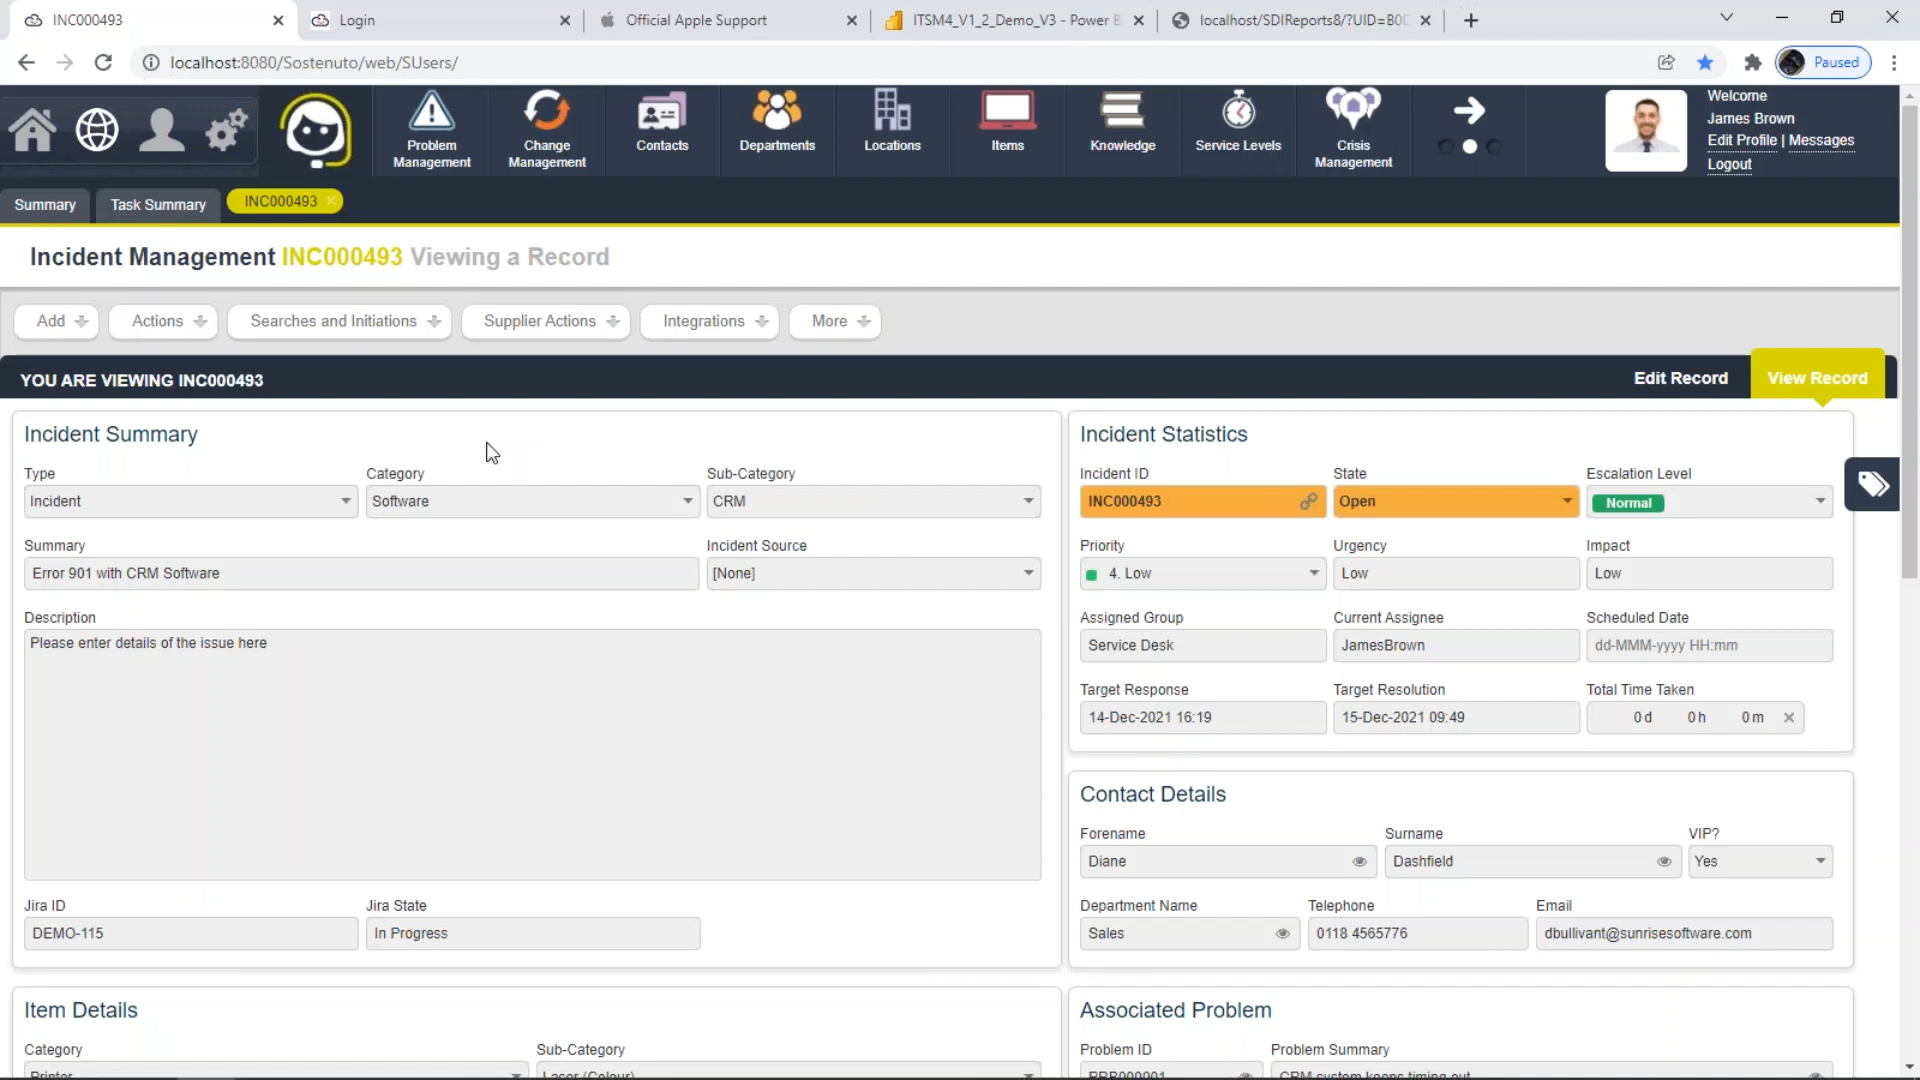 INC000493
Login
Official Apple Support
ITSM4_V1_2_Demo_V3 - Power B
localhost/SDIReports8/?UID=B0D
localhost:8080/Sostenuto/web/SUsers/
Paused
Problem Management
Change Management
Contacts
Departments
Locations
Items
Knowledge
Service Levels
Crisis Management
Welcome
James Brown
Edit Profile | Messages
Logout
Summary
Task Summary
INC000493
Incident Management INC000493 Viewing a Record
Add
Actions
Searches and Initiations
Supplier Actions
Integrations
More
YOU ARE VIEWING INC000493
Edit Record
View Record
Incident Summary
Type
Category
Sub-Category
Incident
Software
CRM
Summary
Incident Source
Error 901 with CRM Software
[None]
Description
Please enter details of the issue here
Jira ID
Jira State
DEMO-115
In Progress
Item Details
Category
Sub-Category
Printer
Laser (Colour)
Incident Statistics
Incident ID
State
Escalation Level
INC000493
Open
Normal
Priority
Urgency
Impact
4. Low
Low
Low
Assigned Group
Current Assignee
Scheduled Date
Service Desk
JamesBrown
dd-MMM-yyyy HH:mm
Target Response
Target Resolution
Total Time Taken
14-Dec-2021 16:19
15-Dec-2021 09:49
0 d 0 h 0 m
Contact Details
Forename
Surname
VIP?
Diane
Dashfield
Yes
Department Name
Telephone
Email
Sales
0118 4565776
dbullivant@sunrisesoftware.com
Associated Problem
Problem ID
Problem Summary
PRB000001
CRM system keeps timing out